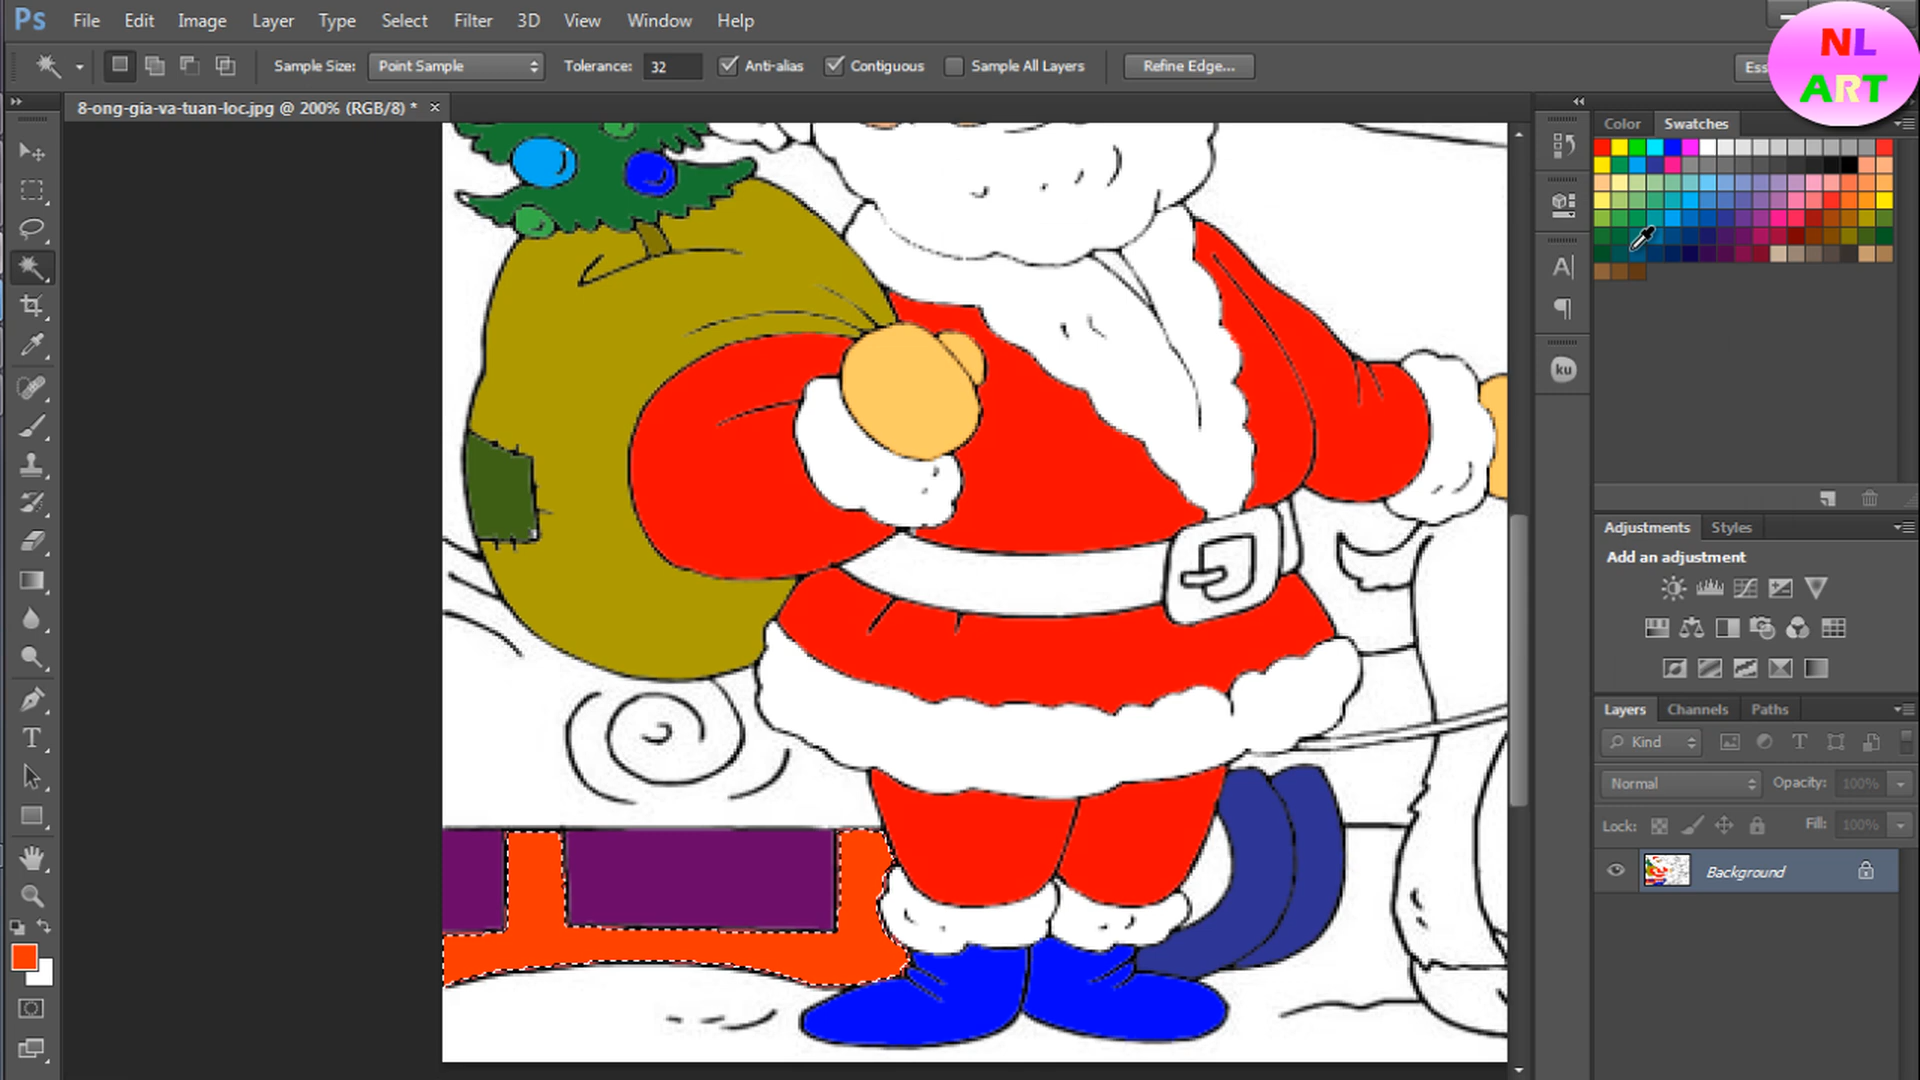 Ps File Edit Image Layer Type Select Filter 3D View Window Help
NL
ART
Sample Size: Point Sample Tolerance: 32 Anti-alias Contiguous Sample All Layers Refine Edge... Ess
8-ong-gia-va-tuan-loc.jpg @ 200% (RGB/8) * ×
Color Swatches
A
ku
Adjustments Styles
Add an adjustment
T
Layers Channels Paths
Kind T
Normal Opacity: 100%
Lock: Fill: 100%
Background